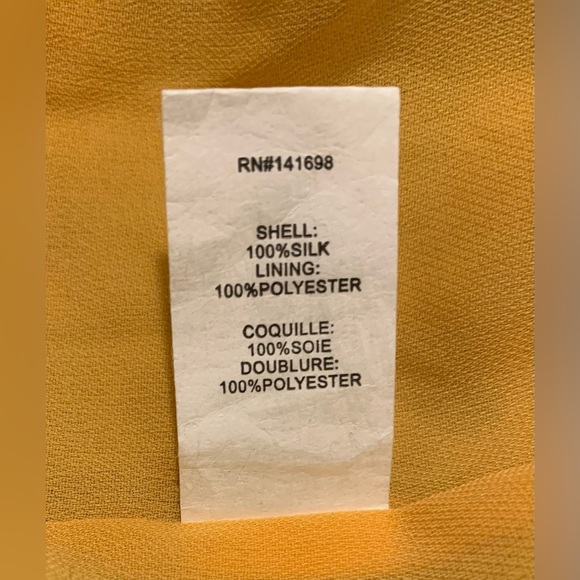 RN#141698
SHELL:
100%SILK
LINING:
100%POLYESTER
COQUILLE:
100%SOIE
DOUBLURE:
100%POLYESTER